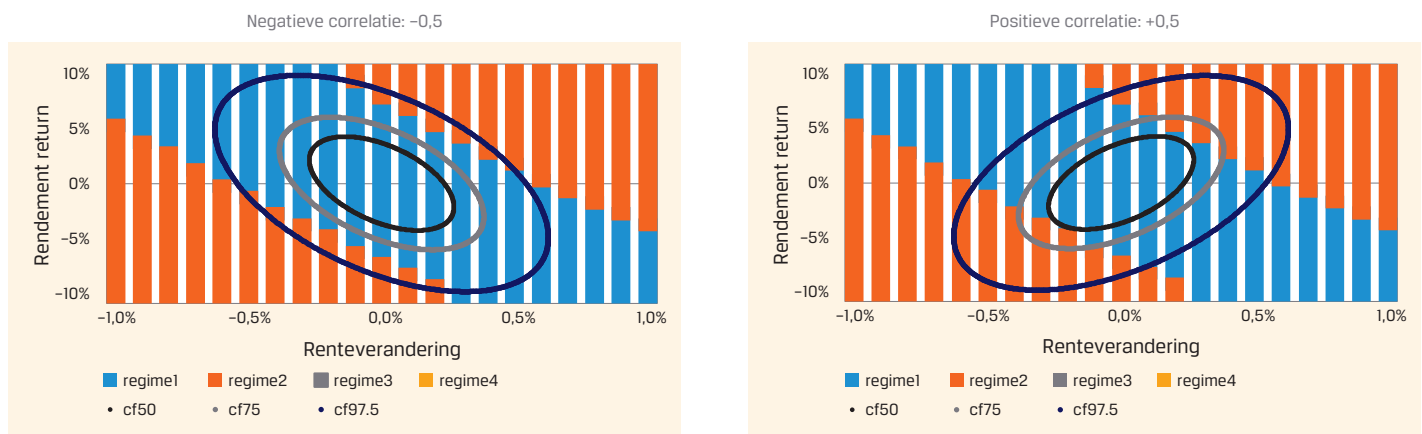 Negatieve correlatie: –0,5
Rendement return
10%
5%
0%
–5%
–10%
–1,0%
–0,5%
0,0%
0,5%
1,0%
Renteverandering
regime1 regime2 regime3 regime4
cf50 cf75 cf97.5
Positieve correlatie: +0,5
Rendement return
10%
5%
0%
–5%
–10%
–1,0%
–0,5%
0,0%
0,5%
1,0%
Renteverandering
regime1 regime2 regime3 regime4
cf50 cf75 cf97.5